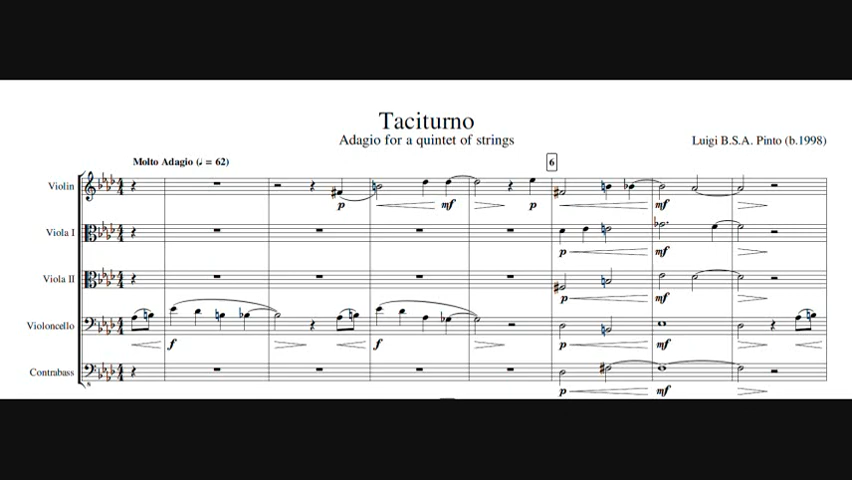 Taciturno
Adagio for a quintet of strings
Luigi B.S.A. Pinto (b.1998)
Molto Adagio (♩ = 62)
6
Violin
p
mf
p
mf
Viola I
p
mf
Viola II
p
mf
Violoncello
f
f
p
mf
Contrabass
p
mf